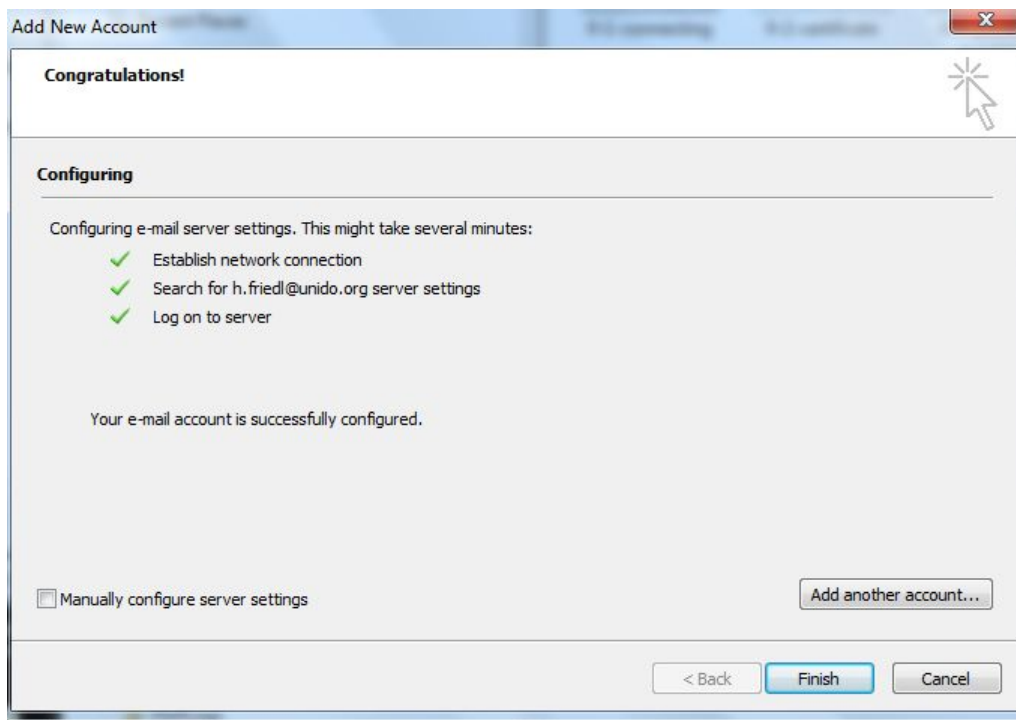 Add New Account
Congratulations!
Configuring
Configuring e-mail server settings. This might take several minutes:
Establish network connection
Search for h.friedl@unido.org server settings
Log on to server
Your e-mail account is successfully configured.
Manually configure server settings
Add another account...
< Back
Finish
Cancel